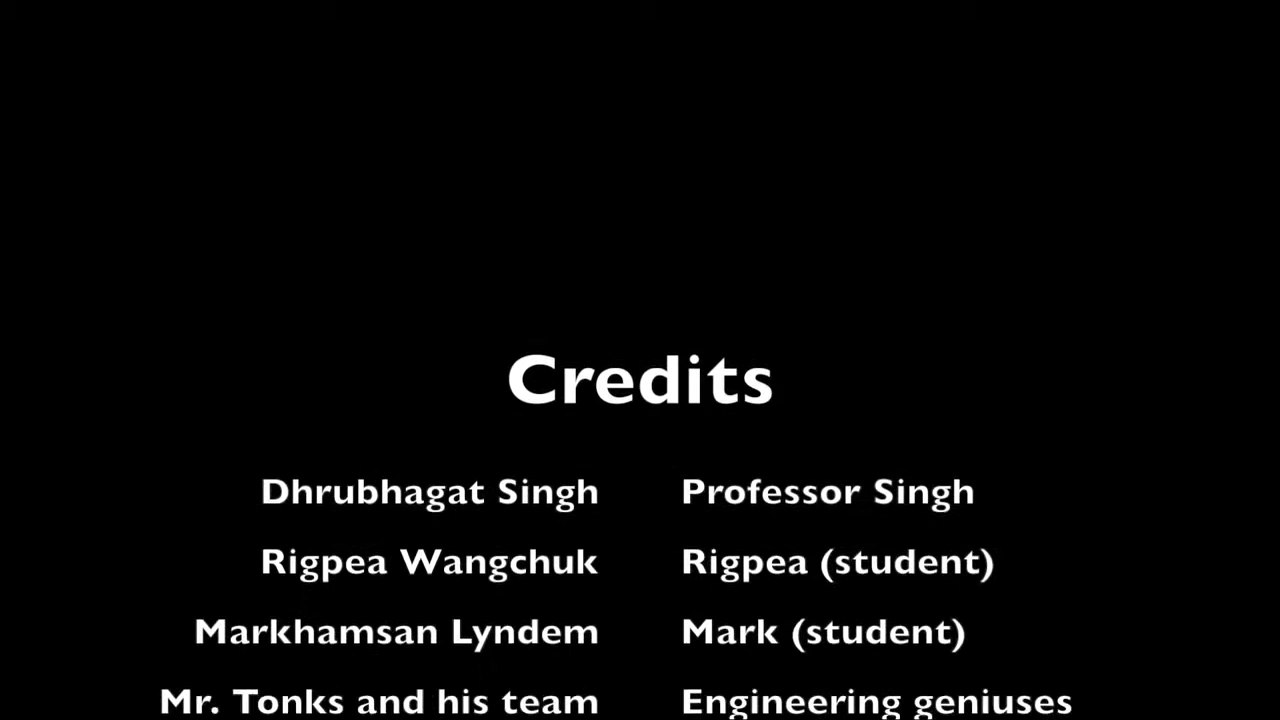 Credits
Dhrubhagat Singh Professor Singh
Rigpea Wangchuk Rigpea (student)
Markhamsan Lyndem Mark (student)
Mr. Tonks and his team Engineering geniuses